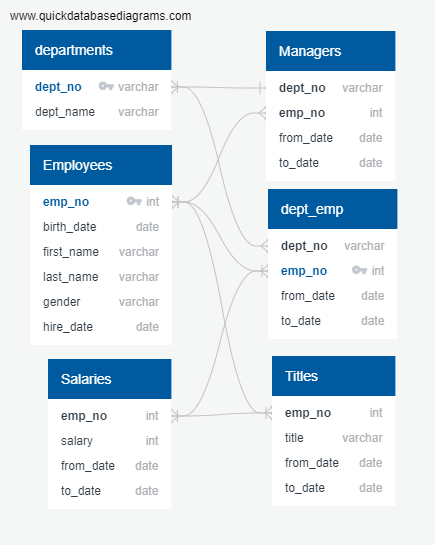 www.quickdatabasediagrams.com
departments
dept_no varchar
dept_name varchar
Managers
dept_no varchar
emp_no int
from_date date
to_date date
Employees
emp_no int
birth_date date
first_name varchar
last_name varchar
gender varchar
hire_date date
dept_emp
dept_no varchar
emp_no int
from_date date
to_date date
Salaries
emp_no int
salary int
from_date date
to_date date
Titles
emp_no int
title varchar
from_date date
to_date date